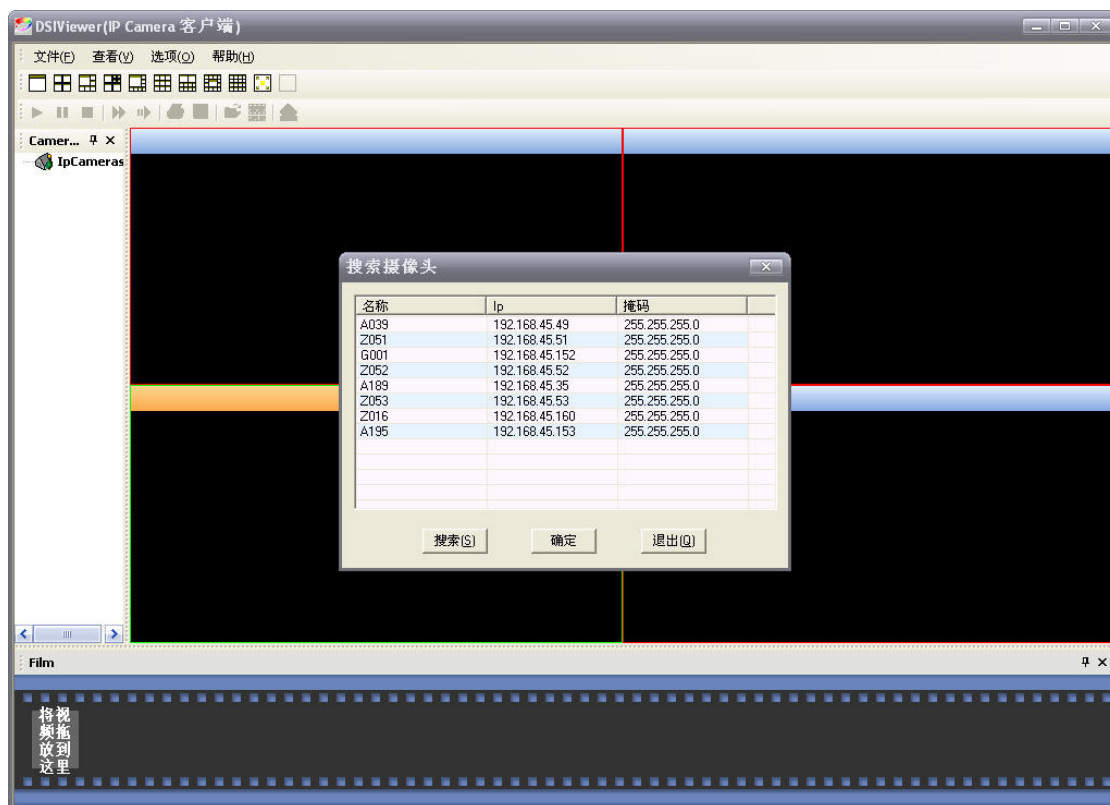 DSIViewer(IP Camera 客户端)
文件(F) 查看(V) 选项(O) 帮助(H)
Camer...
IpCameras
搜索摄像头
名称 Ip 掩码
A039 192.168.45.49 255.255.255.0
Z051 192.168.45.51 255.255.255.0
G001 192.168.45.152 255.255.255.0
Z052 192.168.45.52 255.255.255.0
A189 192.168.45.35 255.255.255.0
Z053 192.168.45.53 255.255.255.0
Z016 192.168.45.160 255.255.255.0
A195 192.168.45.153 255.255.255.0
搜索(S) 确定 退出(Q)
Film
将视
频拖
放到
这里